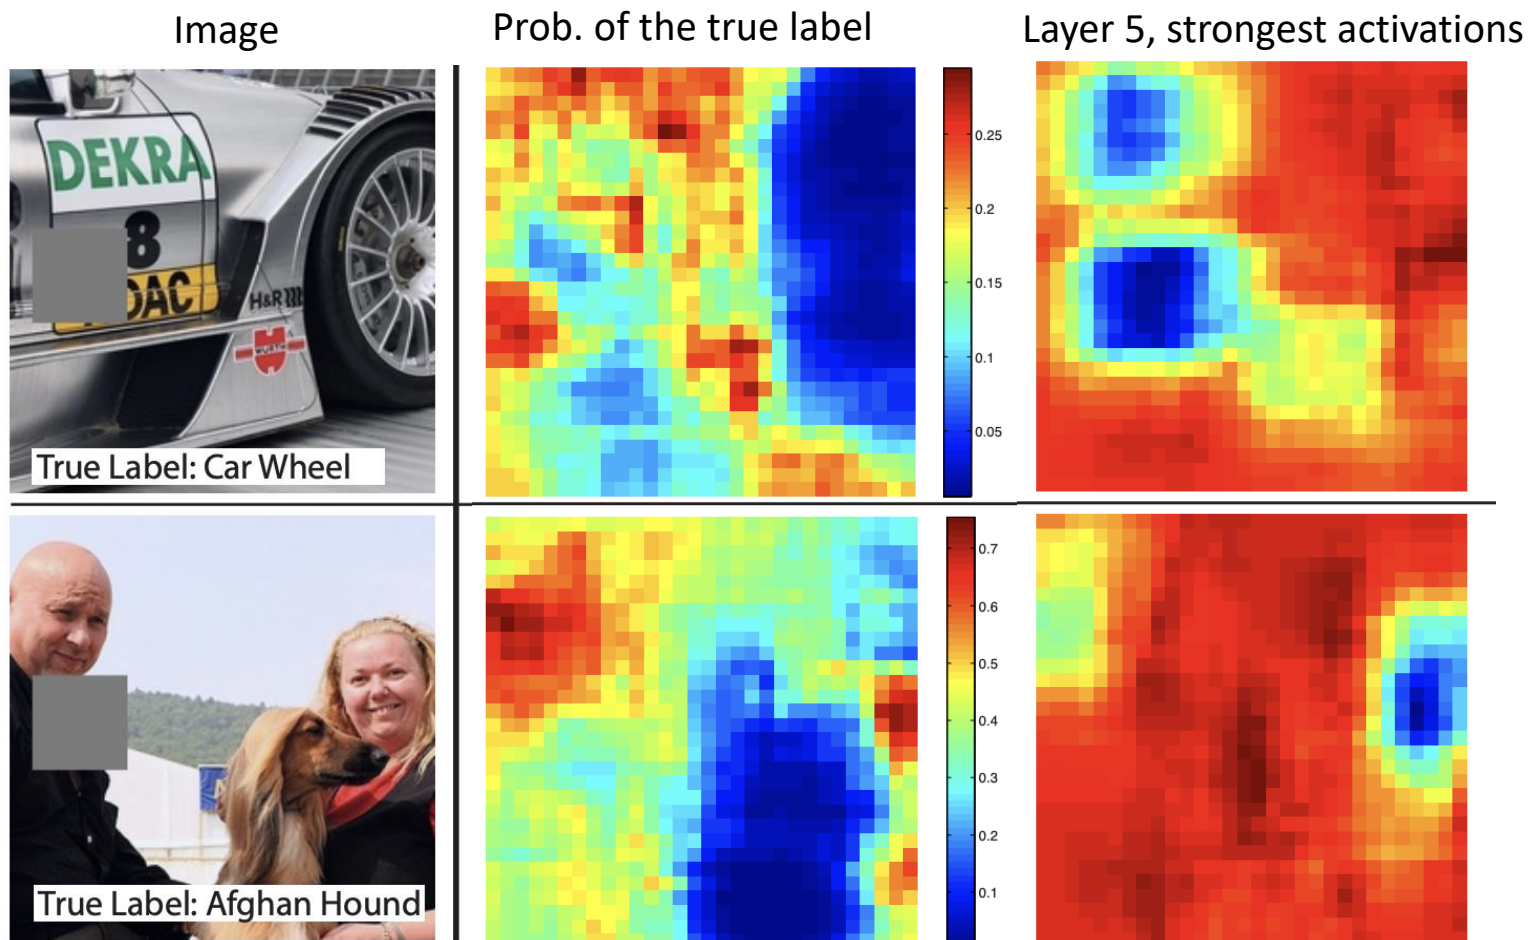 Image
Prob. of the true label
Layer 5, strongest activations
DEKRA
8
DAC
H&R
WÜRTH
True Label: Car Wheel
0.25
0.2
0.15
0.1
0.05
True Label: Afghan Hound
0.7
0.6
0.5
0.4
0.3
0.2
0.1